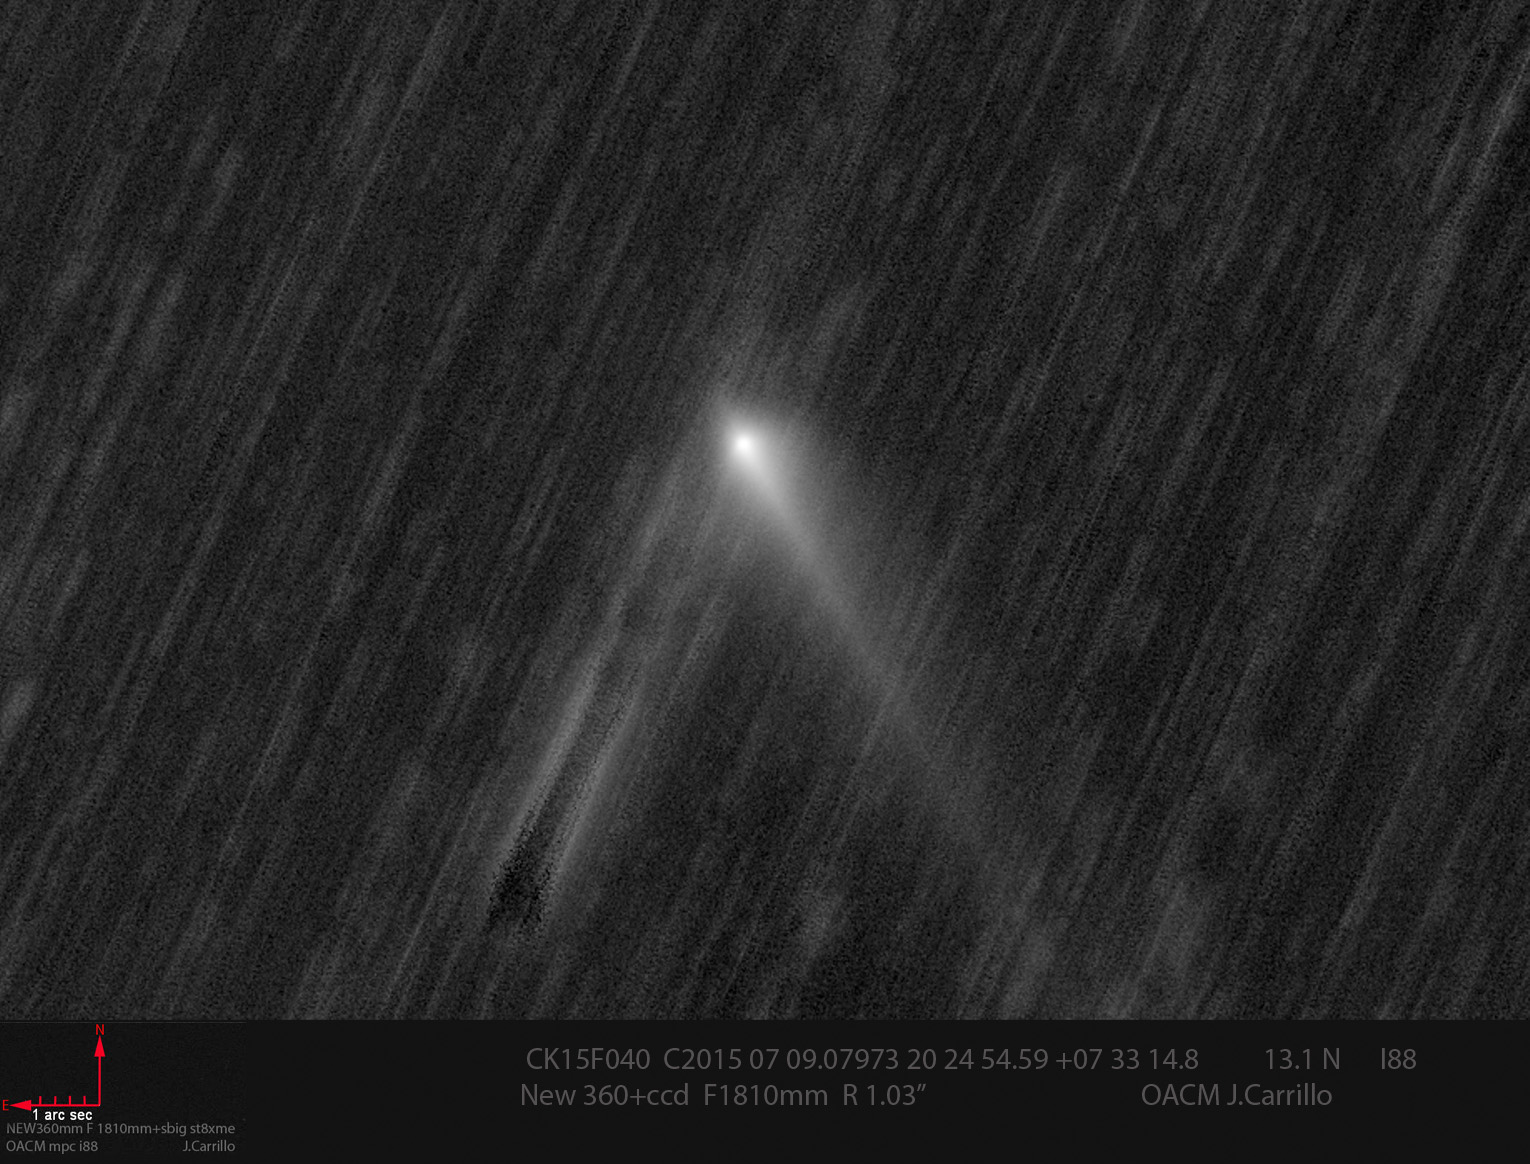 N
E
1 arc sec
NEW360mm F 1810mm+sbig st8xme
OACM mpc i88 J.Carrillo
CK15F040 C2015 07 09.07973 20 24 54.59 +07 33 14.8 13.1 N I88
New 360+ccd F1810mm R 1.03”
OACM J.Carrillo